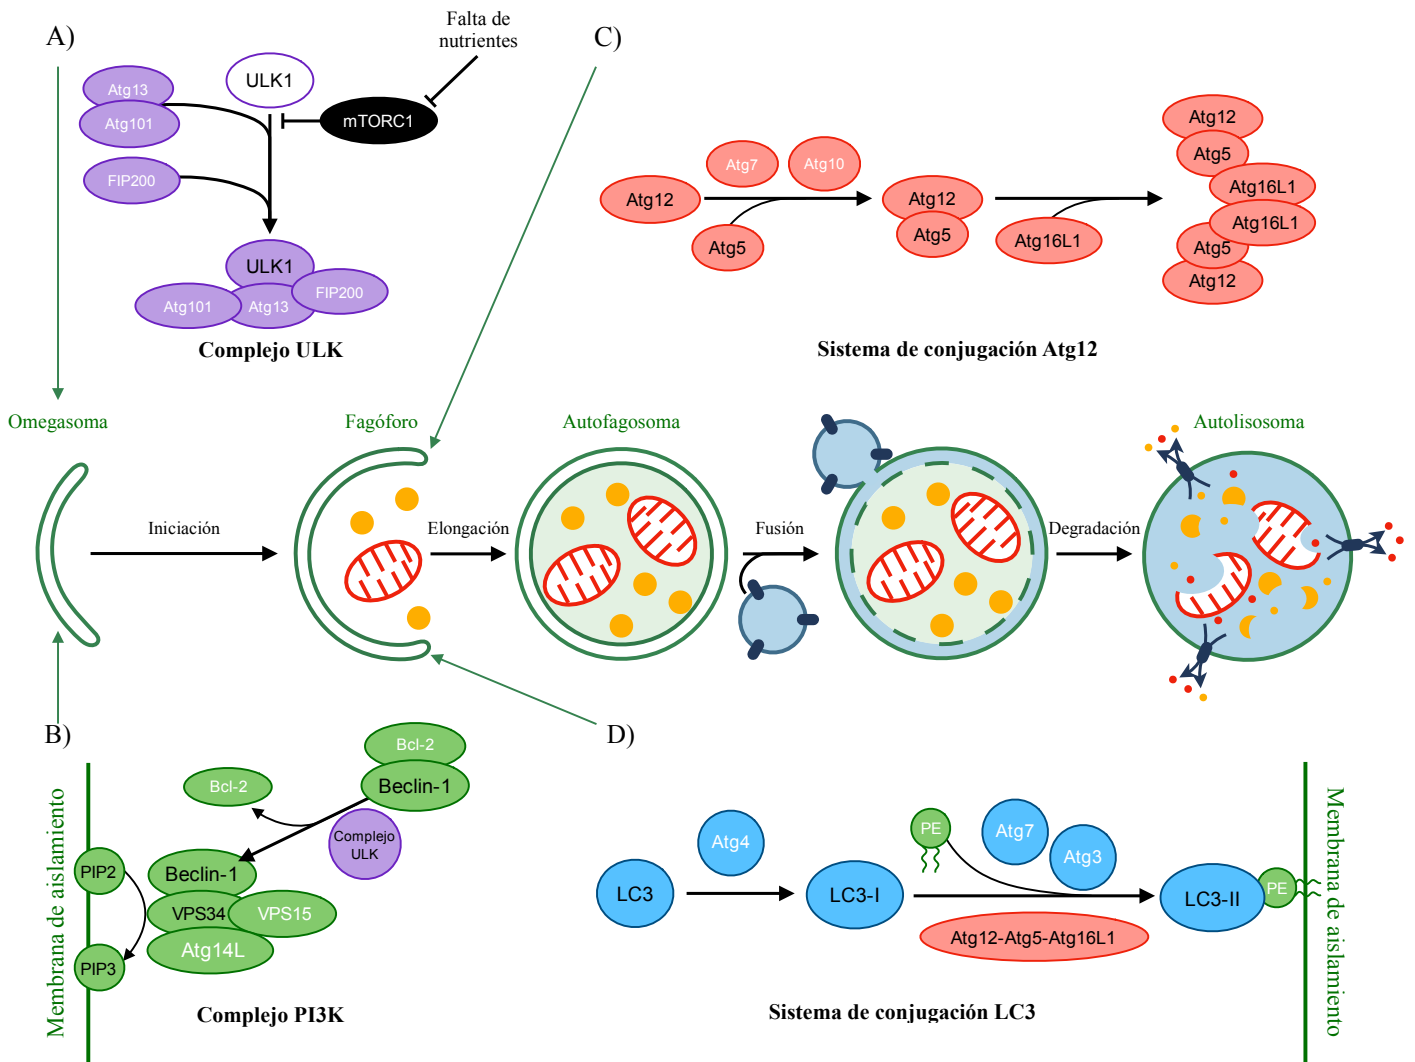 A)
Falta de
nutrientes
ULK1
Atg13
Atg101
mTORC1
FIP200
ULK1
FIP200
Atg101
Atg13
Complejo ULK
C)
Atg12
Atg7
Atg10
Atg5
Atg12
Atg5
Atg16L1
Atg12
Atg5
Atg16L1
Atg16L1
Atg5
Atg12
Sistema de conjugación Atg12
Omegasoma
Fagóforo
Autofagosoma
Autolisosoma
Iniciación
Elongación
Fusión
Degradación
B)
Membrana de aislamiento
Bcl-2
Beclin-1
Bcl-2
Complejo
ULK
PIP2
Beclin-1
VPS34
VPS15
Atg14L
PIP3
Complejo PI3K
D)
LC3
Atg4
LC3-I
PE
Atg7
Atg3
Atg12-Atg5-Atg16L1
LC3-II
PE
Membrana de aislamiento
Sistema de conjugación LC3